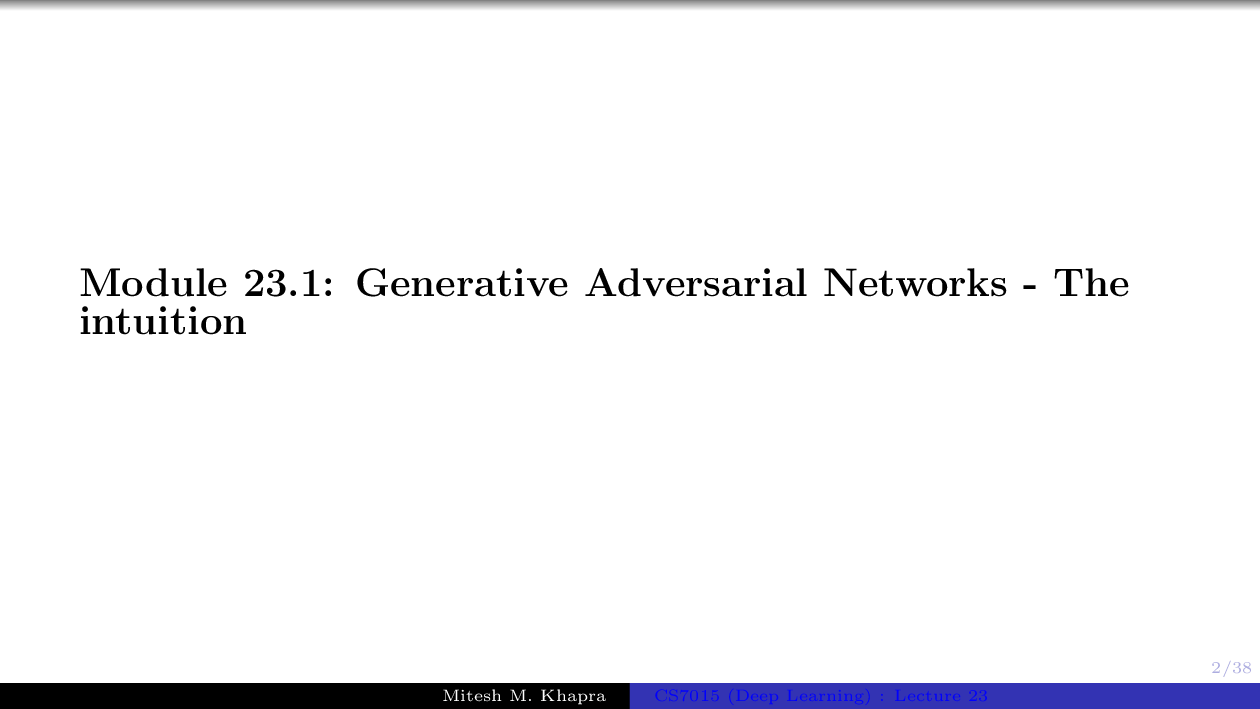 Module 23.1: Generative Adversarial Networks - The
intuition
2/38
Mitesh M. Khapra
CS7015 (Deep Learning) : Lecture 23